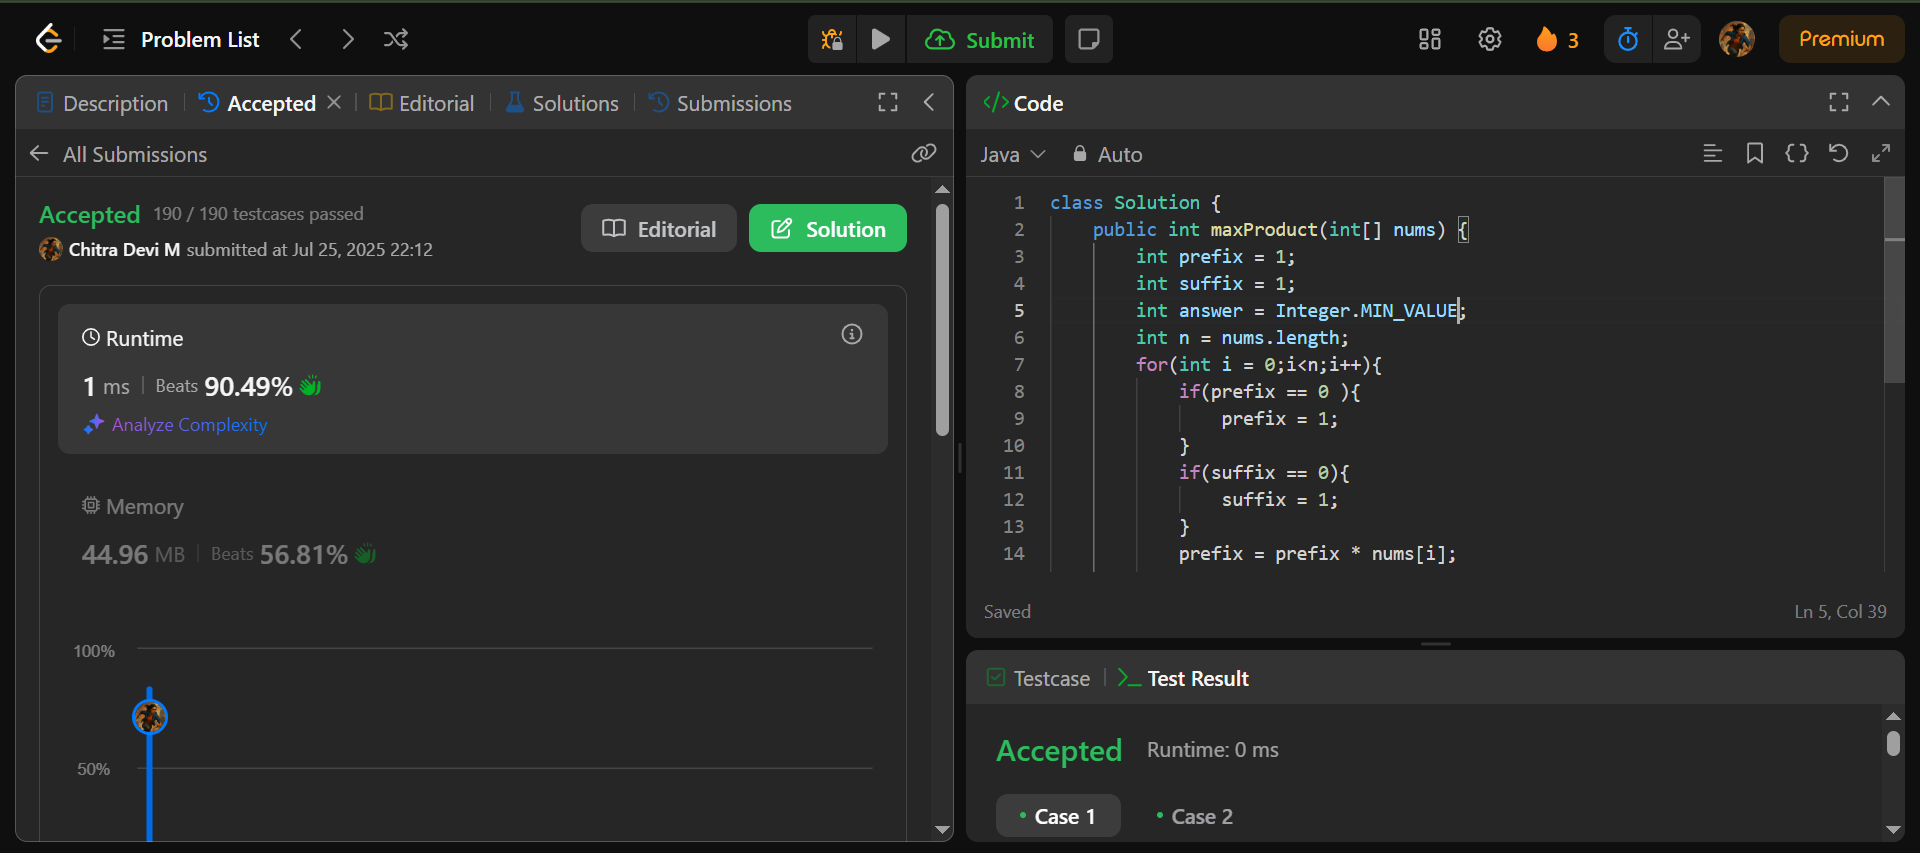 Problem List
Submit
3
Premium
Description
Accepted
Editorial
Solutions
Submissions
All Submissions
Accepted 190 / 190 testcases passed
Chitra Devi M submitted at Jul 25, 2025 22:12
Editorial
Solution
Runtime
1 ms
Beats 90.49%
Analyze Complexity
Memory
44.96 MB
Beats 56.81%
100%
50%
</> Code
Java
Auto
1 class Solution {
2     public int maxProduct(int[] nums) {
3         int prefix = 1;
4         int suffix = 1;
5         int answer = Integer.MIN_VALUE;
6         int n = nums.length;
7         for(int i = 0;i<n;i++){
8             if(prefix == 0 ){
9                 prefix = 1;
10             }
11             if(suffix == 0){
12                 suffix = 1;
13             }
14             prefix = prefix * nums[i];
Saved
Ln 5, Col 39
Testcase
Test Result
Accepted
Runtime: 0 ms
Case 1
Case 2